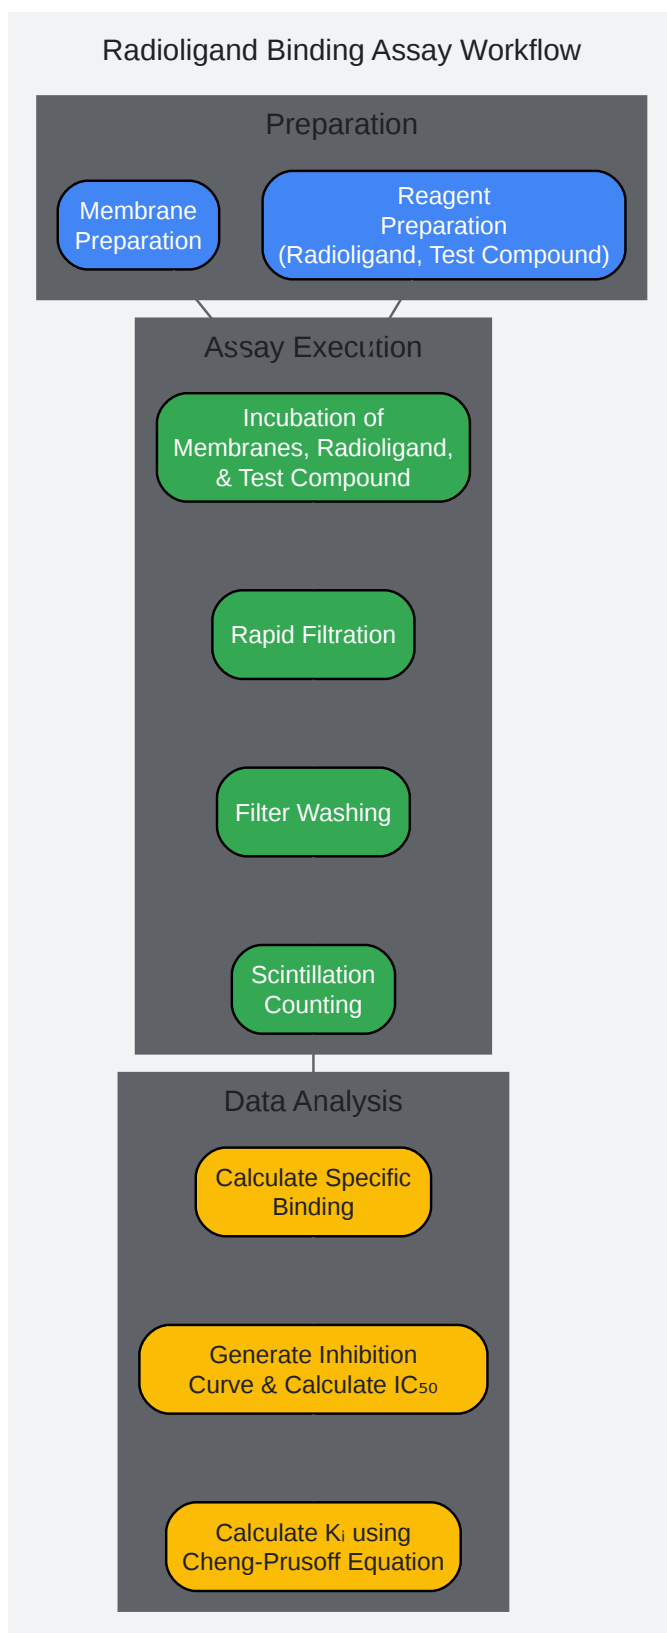 Radioligand Binding Assay Workflow
Preparation
Membrane
Preparation
Reagent
Preparation
(Radioligand, Test Compound)
Assay Execution
Incubation of
Membranes, Radioligand,
& Test Compound
Rapid Filtration
Filter Washing
Scintillation
Counting
Data Analysis
Calculate Specific
Binding
Generate Inhibition
Curve & Calculate IC₅₀
Calculate Kᵢ using
Cheng-Prusoff Equation